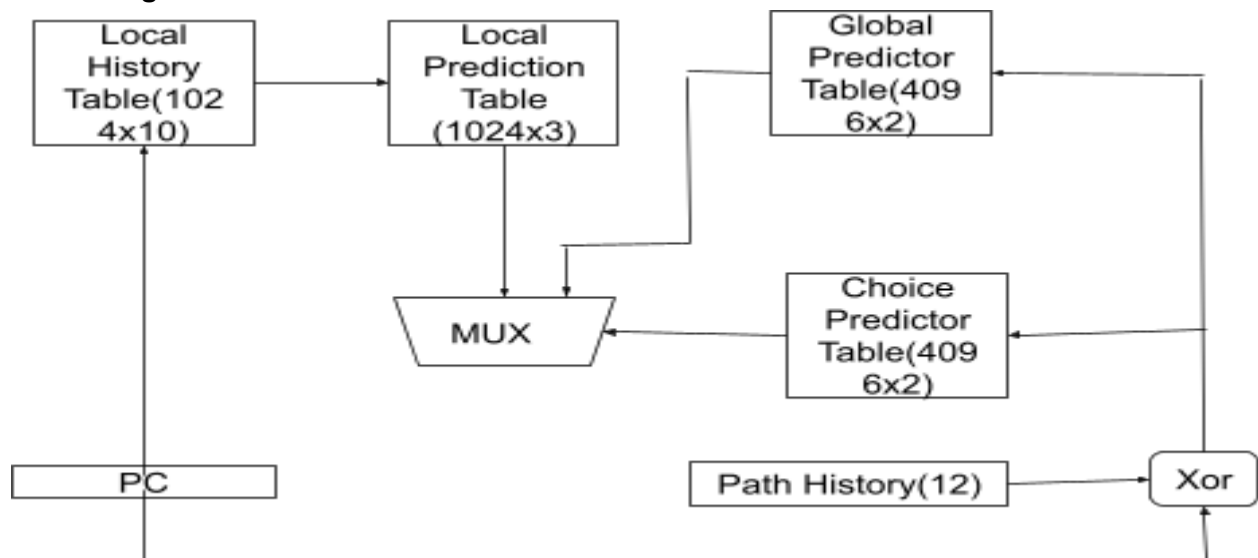 Local
History
Table(102
4x10)
Local
Prediction
Table
(1024x3)
Global
Predictor
Table(409
6x2)
MUX
Choice
Predictor
Table(409
6x2)
PC
Path History(12)
Xor